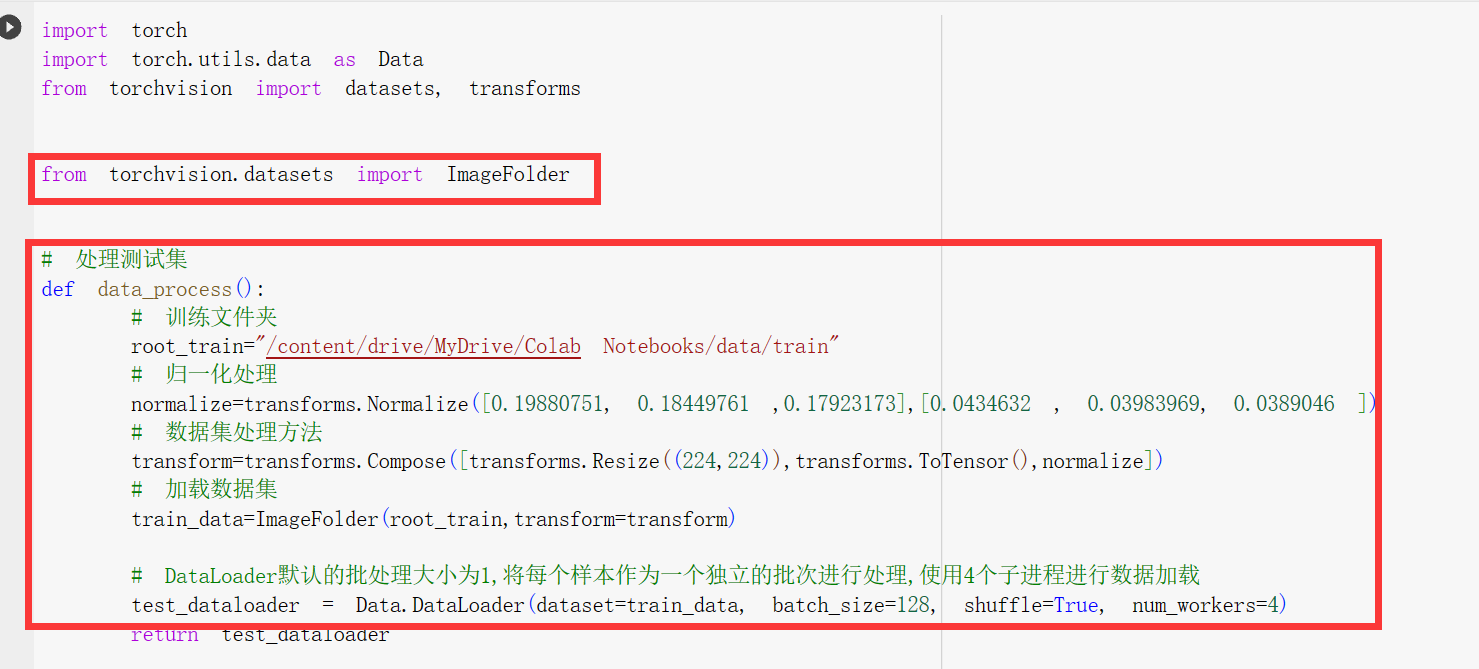 import torch
import torch.utils.data as Data
from torchvision import datasets, transforms
from torchvision.datasets import ImageFolder
# 处理测试集
def data_process():
# 训练文件夹
root_train="/content/drive/MyDrive/Colab Notebooks/data/train"
# 归一化处理
normalize=transforms.Normalize([0.19880751, 0.18449761 ,0.17923173],[0.0434632 , 0.03983969, 0.0389046 ])
# 数据集处理方法
transform=transforms.Compose([transforms.Resize((224,224)),transforms.ToTensor(),normalize])
# 加载数据集
train_data=ImageFolder(root_train,transform=transform)
# DataLoader默认的批处理大小为1,将每个样本作为一个独立的批次进行处理,使用4个子进程进行数据加载
test_dataloader = Data.DataLoader(dataset=train_data, batch_size=128, shuffle=True, num_workers=4)
return test_dataloader